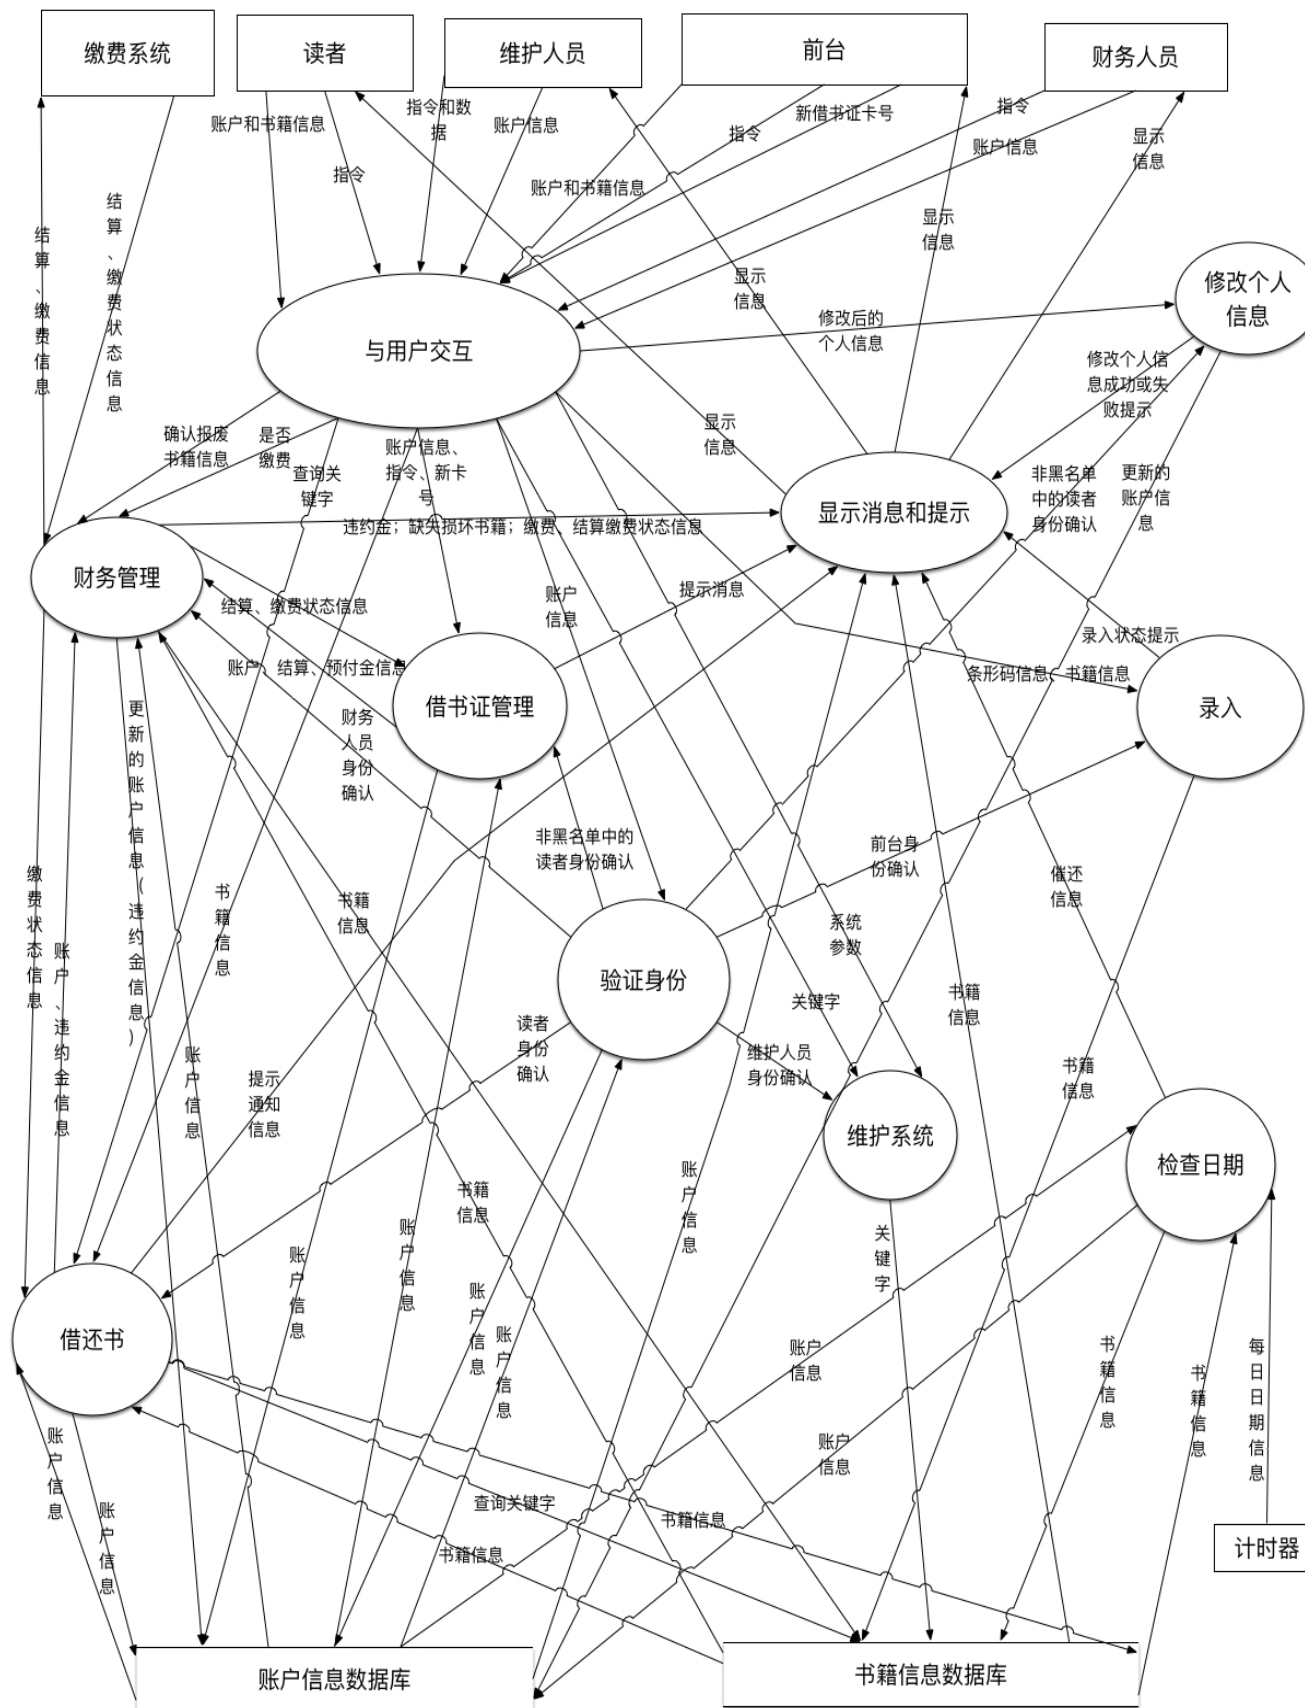 缴费系统
读者
维护人员
前台
财务人员
账户和书籍信息
指令
指令和数
据
账户信息
账户和书籍信息
指令
新借书证卡号
指令
账户信息
显示
信息
结算、缴费状态信息
结算、缴费信息
显示
信息
显示
信息
修改个人
信息
与用户交互
修改后的
个人信息
修改个人信
息成功或失
败提示
确认报废
书籍信息
是否
缴费
查询关
键字
账户信息、
指令、新卡
号
显示
信息
非黑名单
中的读者
身份确认
更新的
账户信
息
显示消息和提示
违约金；缺失损坏书籍；缴费、结算缴费状态信息
财务管理
结算、缴费状态信息
账户、结算、预付金信息
账户
信息
提示消息
录入状态提示
条形码信息、书籍信息
借书证管理
录入
财务
人员
身份
确认
更新的账户信息(违约金信息)
非黑名单中的
读者身份确认
前台身
份确认
催还
信息
缴费状态信息
账户、违约金信息
书籍信息
书籍
信息
系统
参数
验证身份
关键字
书籍
信息
读者
身份
确认
维护人员
身份确认
账户信息
提示
通知
信息
书籍
信息
维护系统
检查日期
书籍
信息
账户信息
账户信息
账户信息
关键字
账户信息
账户信息
借还书
账户
信息
书籍信息
书籍信息
每日日期信息
账户信息
账户信息
账户
信息
查询关键字
书籍信息
书籍信息
计时器
账户信息数据库
书籍信息数据库